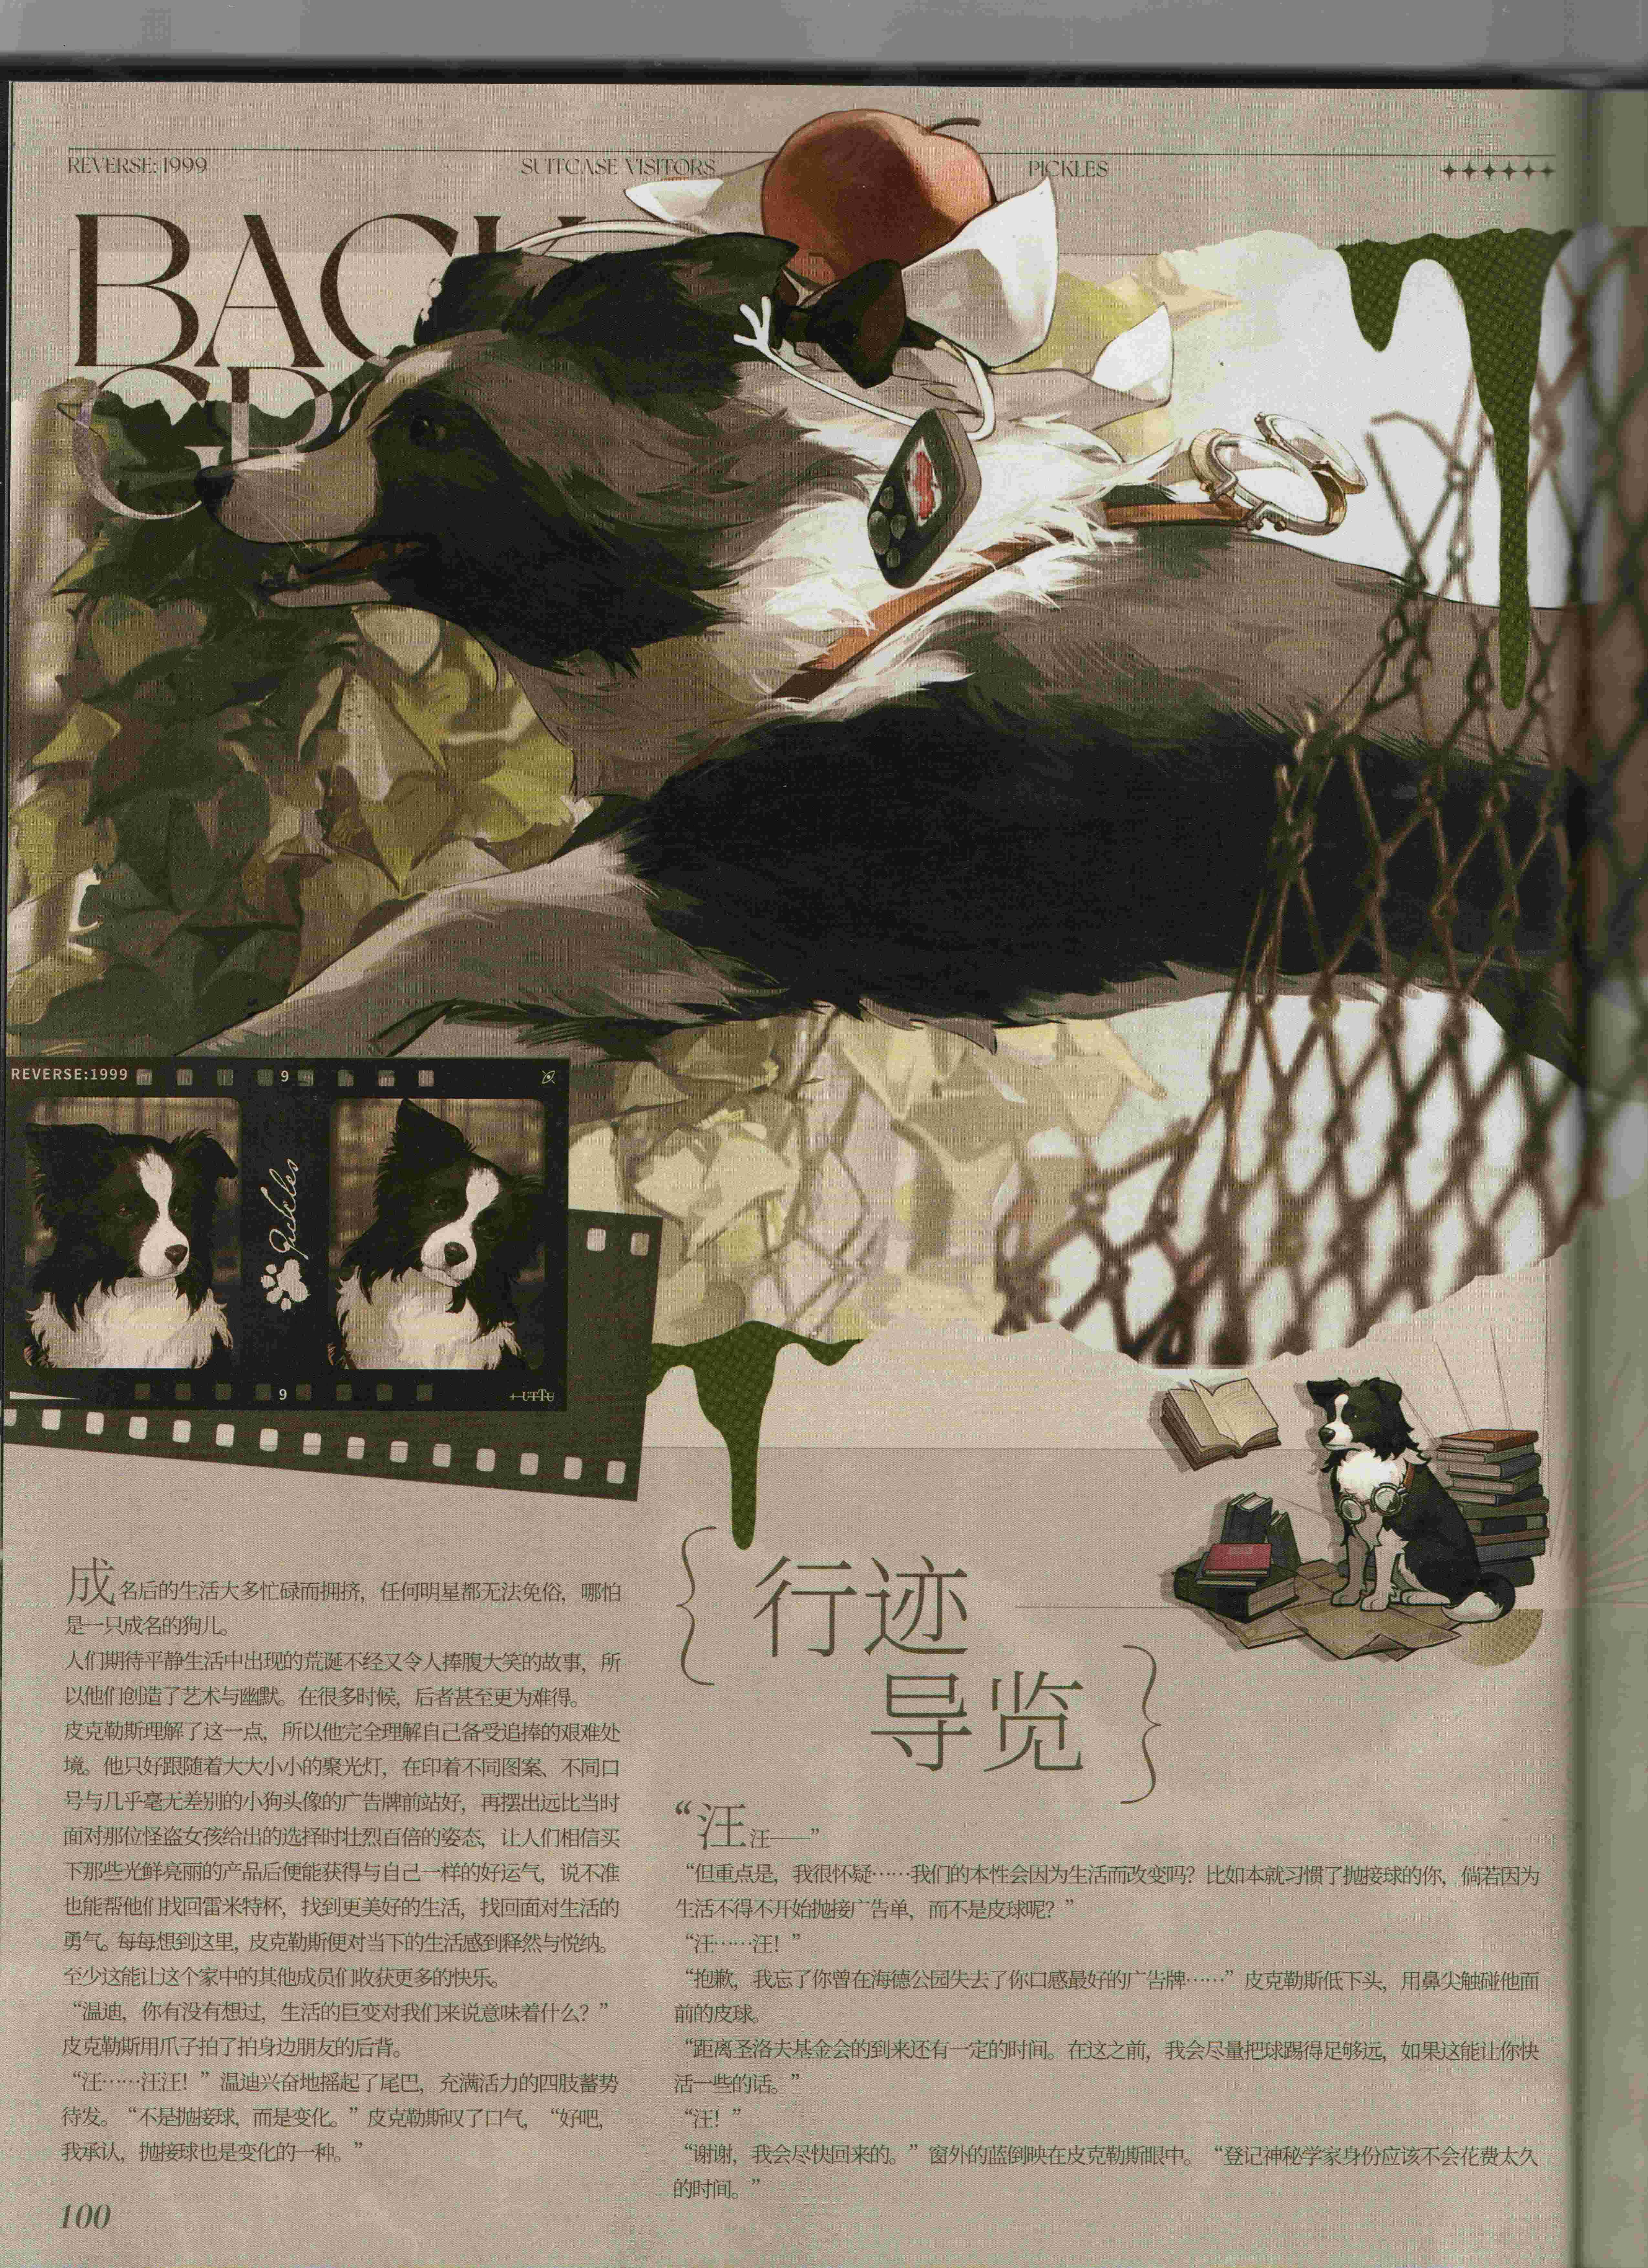 REVERSE: 1999
SUITCASE VISITORS
PICKLES
BACK
GR
REVERSE:1999
9
Pickles
9
成名后的生活大多忙碌而拥挤，任何明星都无法免俗，哪怕
是一只成名的狗儿。
人们期待平静生活中出现的荒诞不经又令人捧腹大笑的故事，所
以他们创造了艺术与幽默。在很多时候，后者甚至更为难得。
皮克勒斯理解了这一点，所以他完全理解自己备受追捧的艰难处
境。他只好跟随着大大小小的聚光灯，在印着不同图案、不同口
号与几乎毫无差别的小狗头像的广告牌前站好，再摆出远比当时
面对那位怪盗女孩给出的选择时壮烈百倍的姿态，让人们相信买
下那些光鲜亮丽的产品后便能获得与自己一样的好运气，说不准
也能帮他们找回雷米特杯，找到更美好的生活，找回面对生活的
勇气。每每想到这里，皮克勒斯便对当下的生活感到释然与悦纳。
至少这能让这个家中的其他成员们收获更多的快乐。
“温迪，你有没有想过，生活的巨变对我们来说意味着什么？”
皮克勒斯用爪子拍了拍身边朋友的后背。
“汪……汪汪！”温迪兴奋地摇起了尾巴，充满活力的四肢蓄势
待发。“不是抛接球，而是变化。”皮克勒斯叹了口气，“好吧，
我承认，抛接球也是变化的一种。”
行迹
导览
“汪汪——”
“但重点是，我很怀疑……我们的本性会因为生活而改变吗？比如本就习惯了抛接球的你，倘若因为
生活不得不开始抛接广告单，而不是皮球呢？”
“汪……汪！”
“抱歉，我忘了你曾在海德公园失去了你口感最好的广告牌……”皮克勒斯低下头，用鼻尖触碰他面
前的皮球。
“距离圣洛夫基金会的到来还有一定的时间。在这之前，我会尽量把球踢得足够远，如果这能让你快
活一些的话。”
“汪！”
“谢谢，我会尽快回来的。”窗外的蓝倒映在皮克勒斯眼中。“登记神秘学家身份应该不会花费太久
的时间。”
100